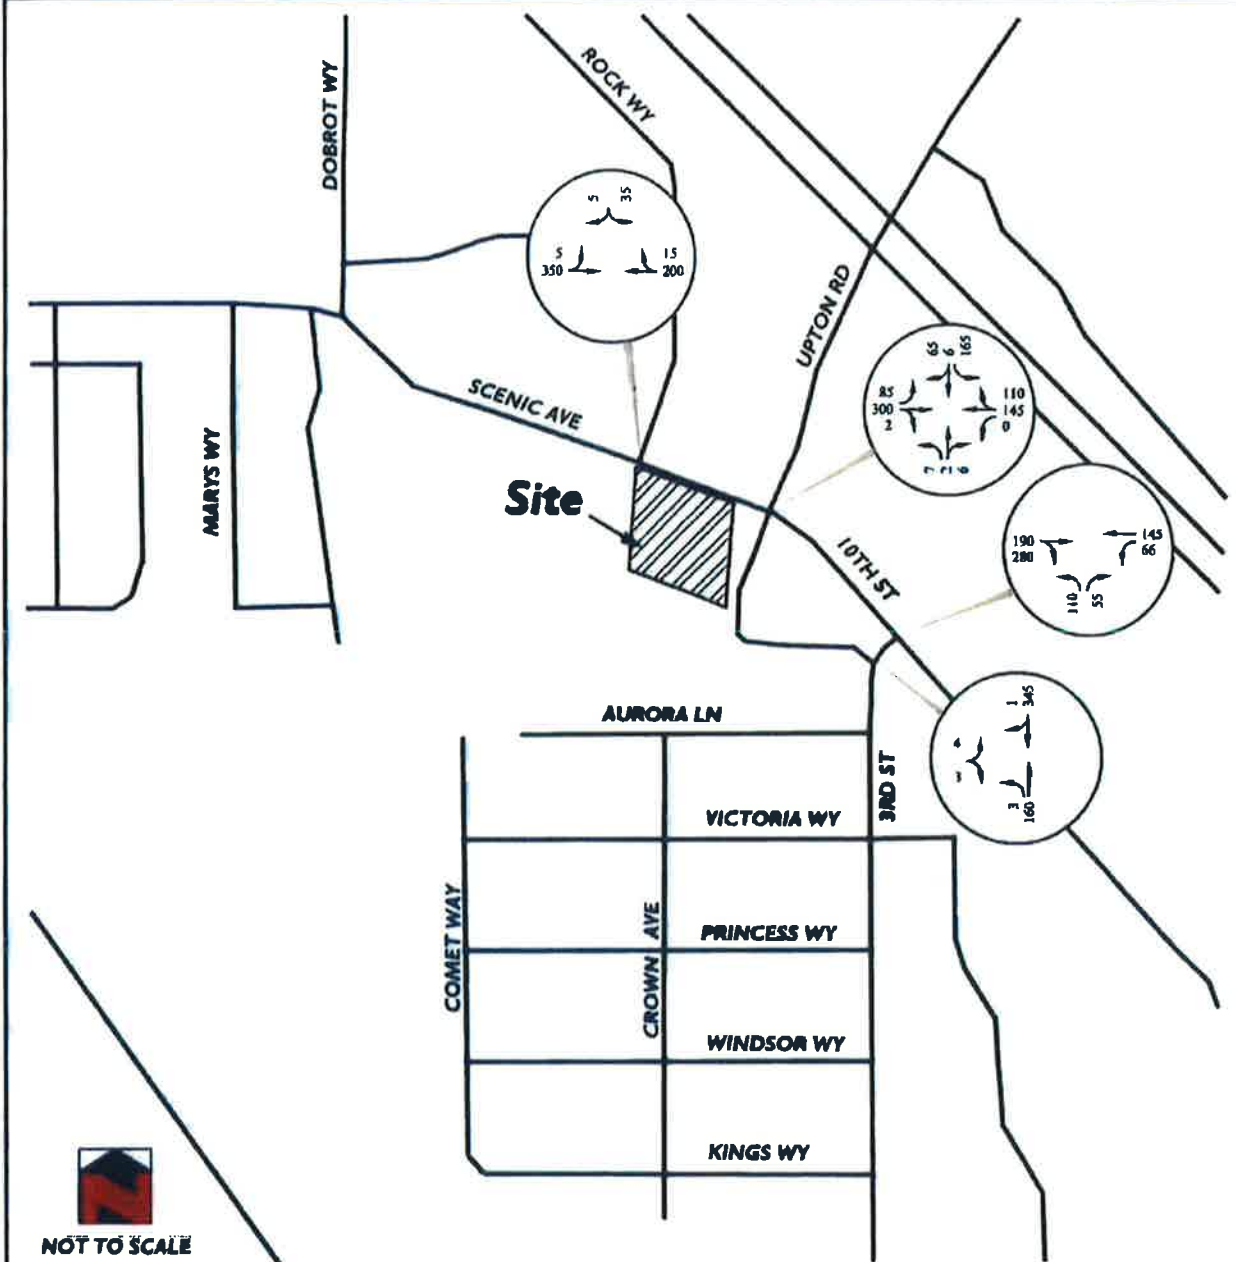 ROCK WY
DOBROT WY
5 35
5 15
350 200
UPTON RD
65 6 165
85 110
300 145
2 0
SCENIC AVE
MARYS WY
Site
190 145
280 66
110 55
10TH ST
1 345
3 160
AURORA LN
3RD ST
VICTORIA WY
COMET WAY
CROWN AVE
PRINCESS WY
WINDSOR WY
KINGS WY
NOT TO SCALE